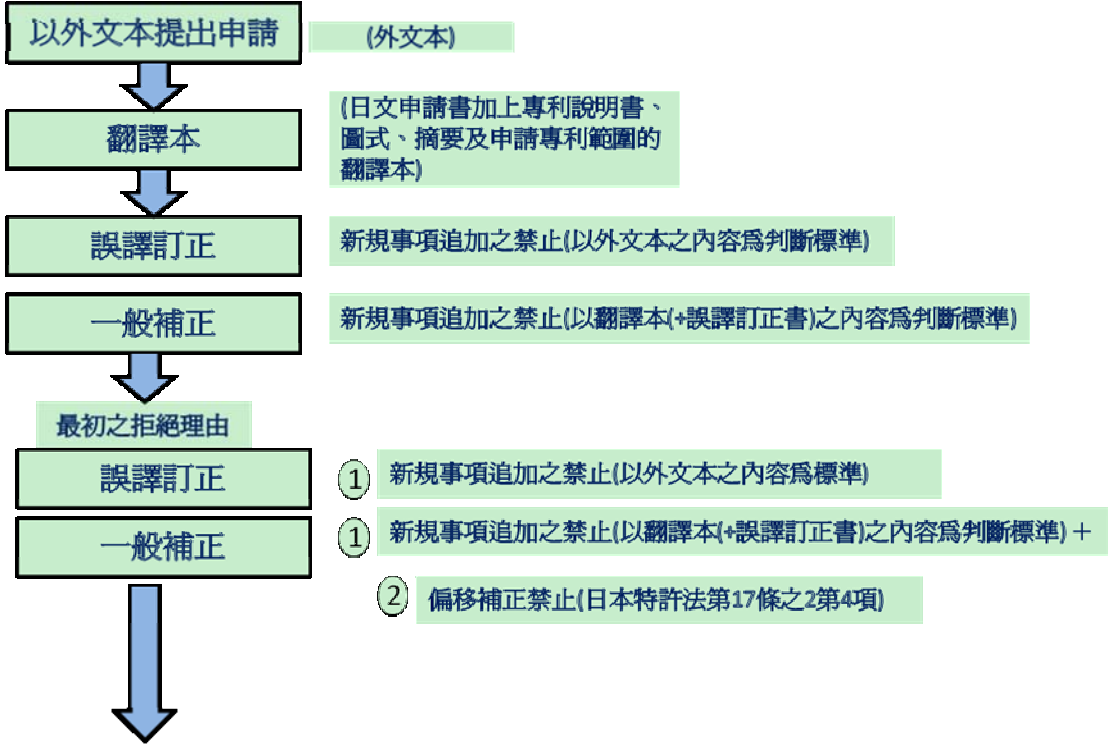 以外文本提出申請
(外文本)
翻譯本
(日文申請書加上專利說明書、
圖式、摘要及申請專利範圍的
翻譯本)
誤譯訂正
新規事項追加之禁止(以外文本之內容爲判斷標準)
一般補正
新規事項追加之禁止(以翻譯本(+誤譯訂正書)之內容爲判斷標準)
最初之拒絕理由
誤譯訂正
① 新規事項追加之禁止(以外文本之內容爲標準)
一般補正
① 新規事項追加之禁止(以翻譯本(+誤譯訂正書)之內容爲判斷標準)＋
② 偏移補正禁止(日本特許法第17條之2第4項)